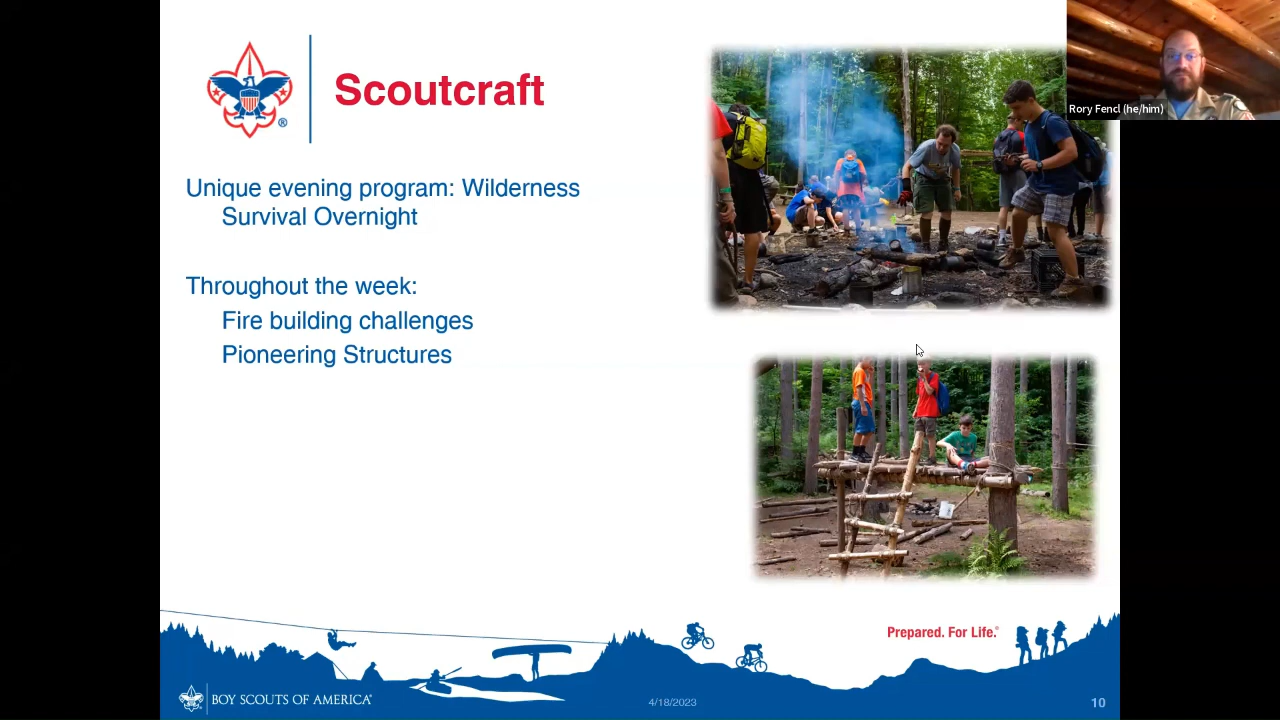 Scoutcraft
®
Rory Fencl (he/him)
Unique evening program: Wilderness
Survival Overnight
Throughout the week:
Fire building challenges
Pioneering Structures
Prepared. For Life.®
BOY SCOUTS OF AMERICA®
4/18/2023
10